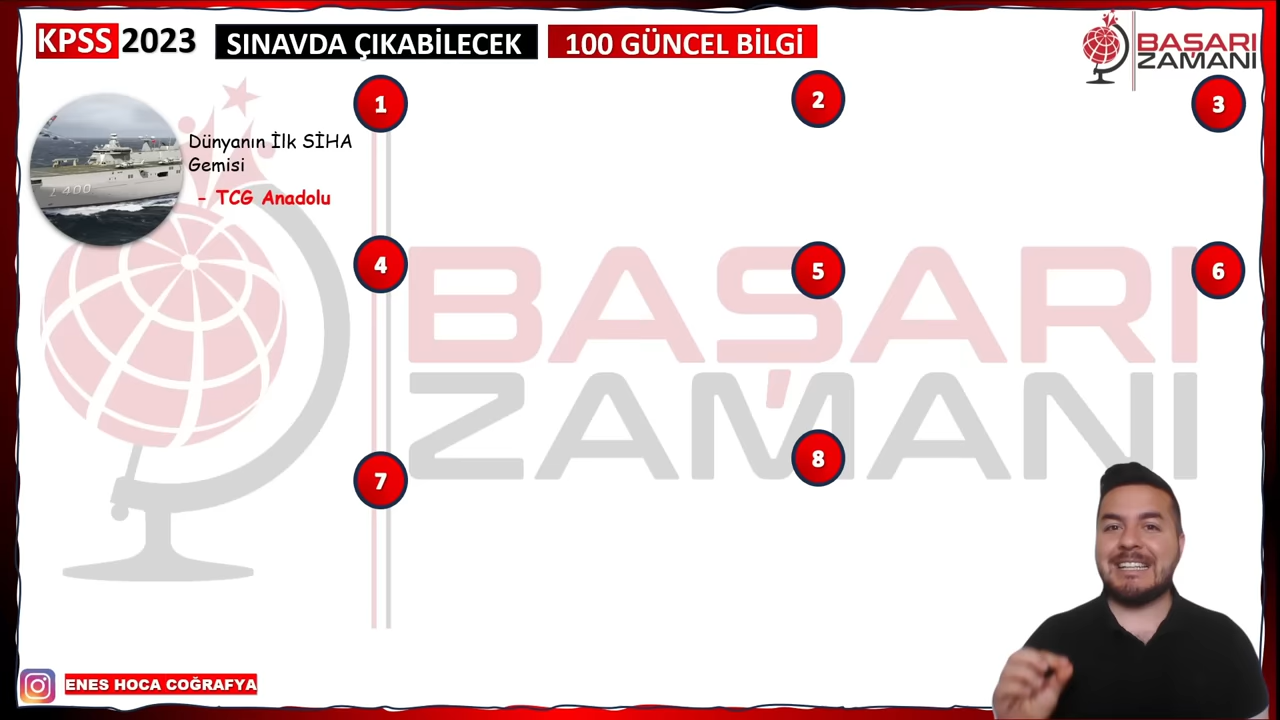 KPSS 2023 SINAVDA ÇIKABİLECEK 100 GÜNCEL BİLGİ
BAŞARI
ZAMANI
1
2
3
Dünyanın İlk SİHA
Gemisi
- TCG Anadolu
L 400
4
5
6
BAŞARI
ZAMANI
7
8
ENES HOCA COĞRAFYA